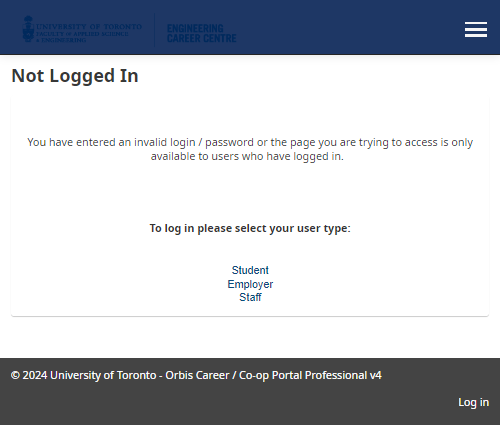 UNIVERSITY OF TORONTO
FACULTY OF APPLIED SCIENCE
& ENGINEERING
ENGINEERING
CAREER CENTRE
Not Logged In
You have entered an invalid login / password or the page you are trying to access is only
available to users who have logged in.
To log in please select your user type:
Student
Employer
Staff
© 2024 University of Toronto - Orbis Career / Co-op Portal Professional v4
Log in